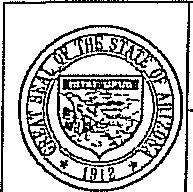 GREAT SEAL OF THE STATE OF ARIZONA
1912